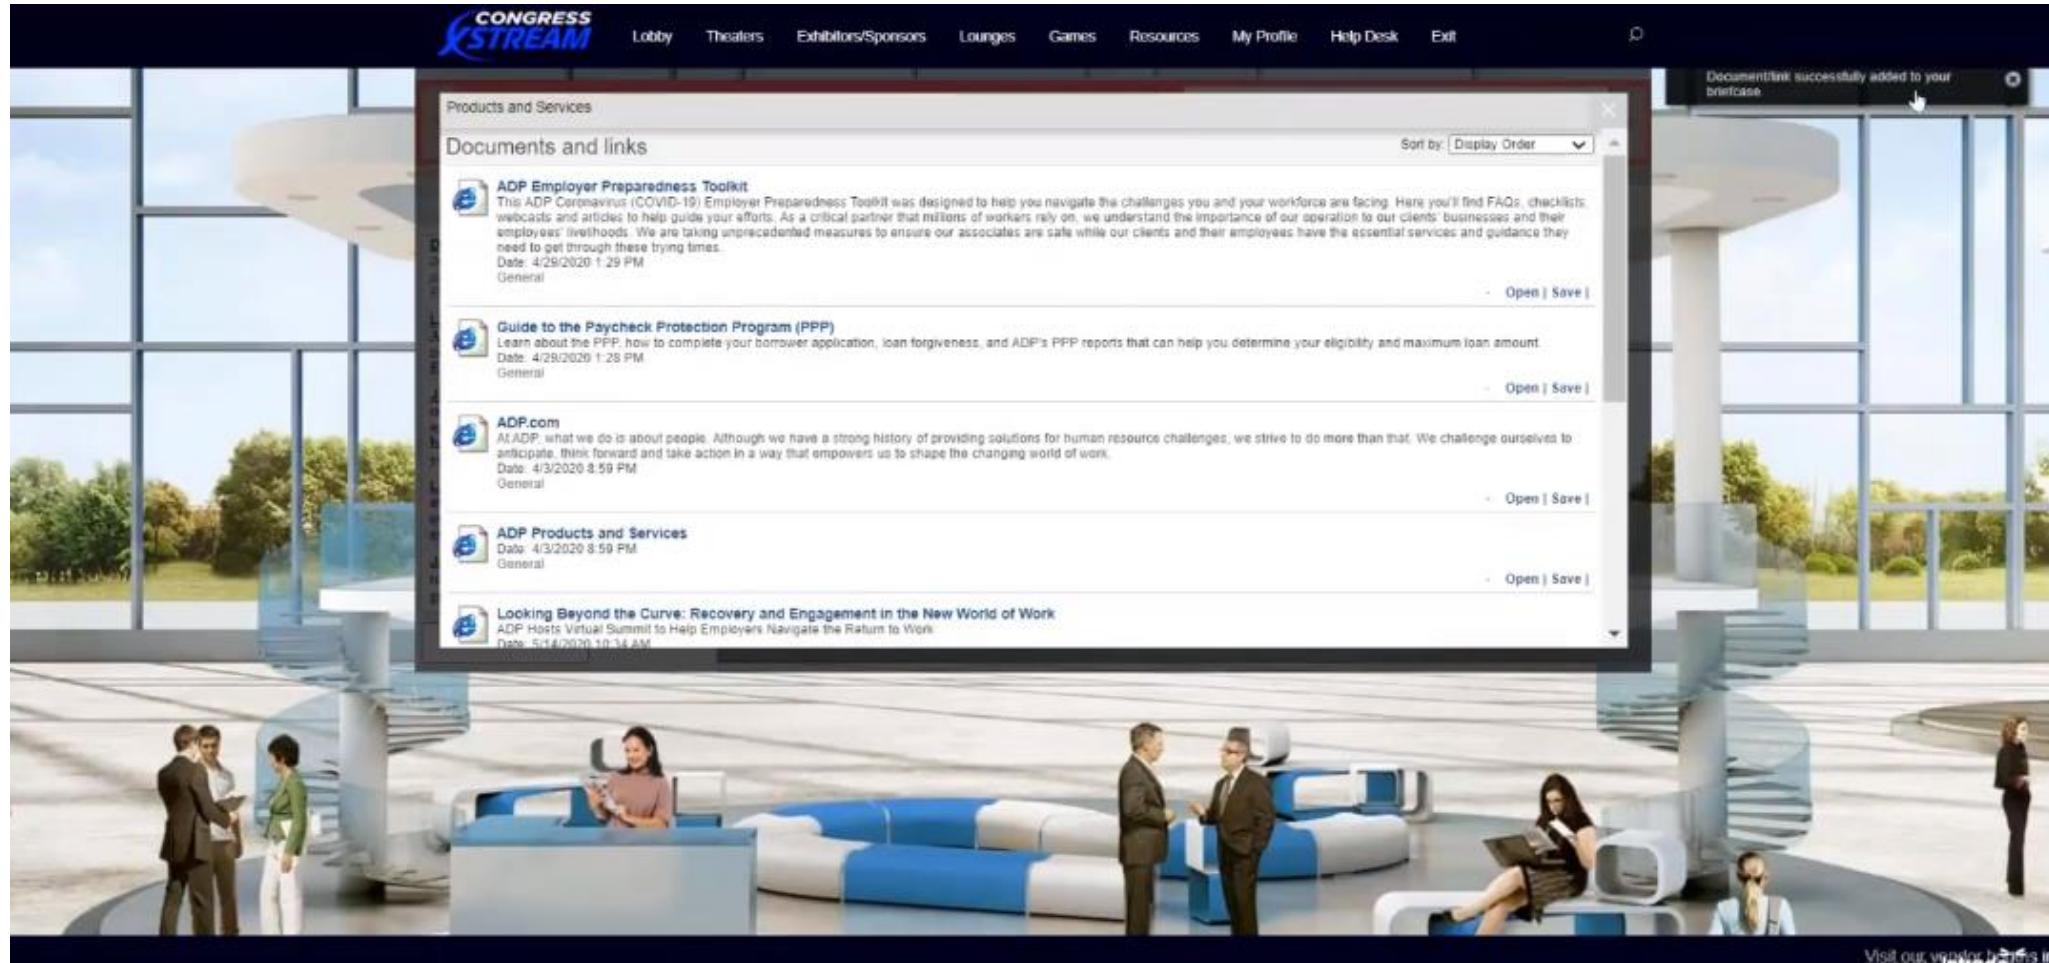 CONGRESS
XSTREAM
Lobby Theaters Exhibitors/Sponsors Lounges Games Resources My Profile Help Desk Exit
Document/link successfully added to your
briefcase
Products and Services
Documents and links
Sort by: Display Order
ADP Employer Preparedness Toolkit
This ADP Coronavirus (COVID-19) Employer Preparedness Toolkit was designed to help you navigate the challenges you and your workforce are facing. Here you'll find FAQs, checklists,
webcasts and articles to help guide your efforts. As a critical partner that millions of workers rely on, we understand the importance of our operation to our clients' businesses and their
employees' livelihoods. We are taking unprecedented measures to ensure our associates are safe while our clients and their employees have the essential services and guidance they
need to get through these trying times.
Date: 4/29/2020 1:29 PM
General
- Open | Save |
Guide to the Paycheck Protection Program (PPP)
Learn about the PPP, how to complete your borrower application, loan forgiveness, and ADP's PPP reports that can help you determine your eligibility and maximum loan amount.
Date: 4/29/2020 1:28 PM
General
- Open | Save |
ADP.com
At ADP, what we do is about people. Although we have a strong history of providing solutions for human resource challenges, we strive to do more than that. We challenge ourselves to
anticipate, think forward and take action in a way that empowers us to shape the changing world of work.
Date: 4/3/2020 8:59 PM
General
- Open | Save |
ADP Products and Services
Date: 4/3/2020 8:59 PM
General
- Open | Save |
Looking Beyond the Curve: Recovery and Engagement in the New World of Work
ADP Hosts Virtual Summit to Help Employers Navigate the Return to Work
Date: 5/14/2020 10:34 AM
Visit our vendor